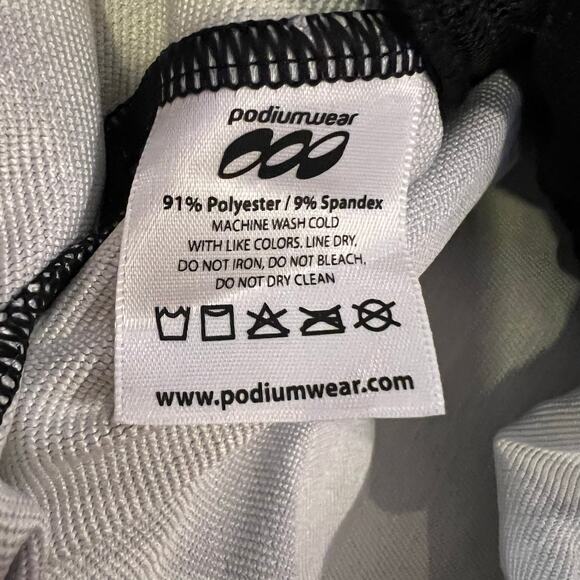 podiumwear
91% Polyester / 9% Spandex
MACHINE WASH COLD
WITH LIKE COLORS. LINE DRY,
DO NOT IRON, DO NOT BLEACH,
DO NOT DRY CLEAN
www.podiumwear.com